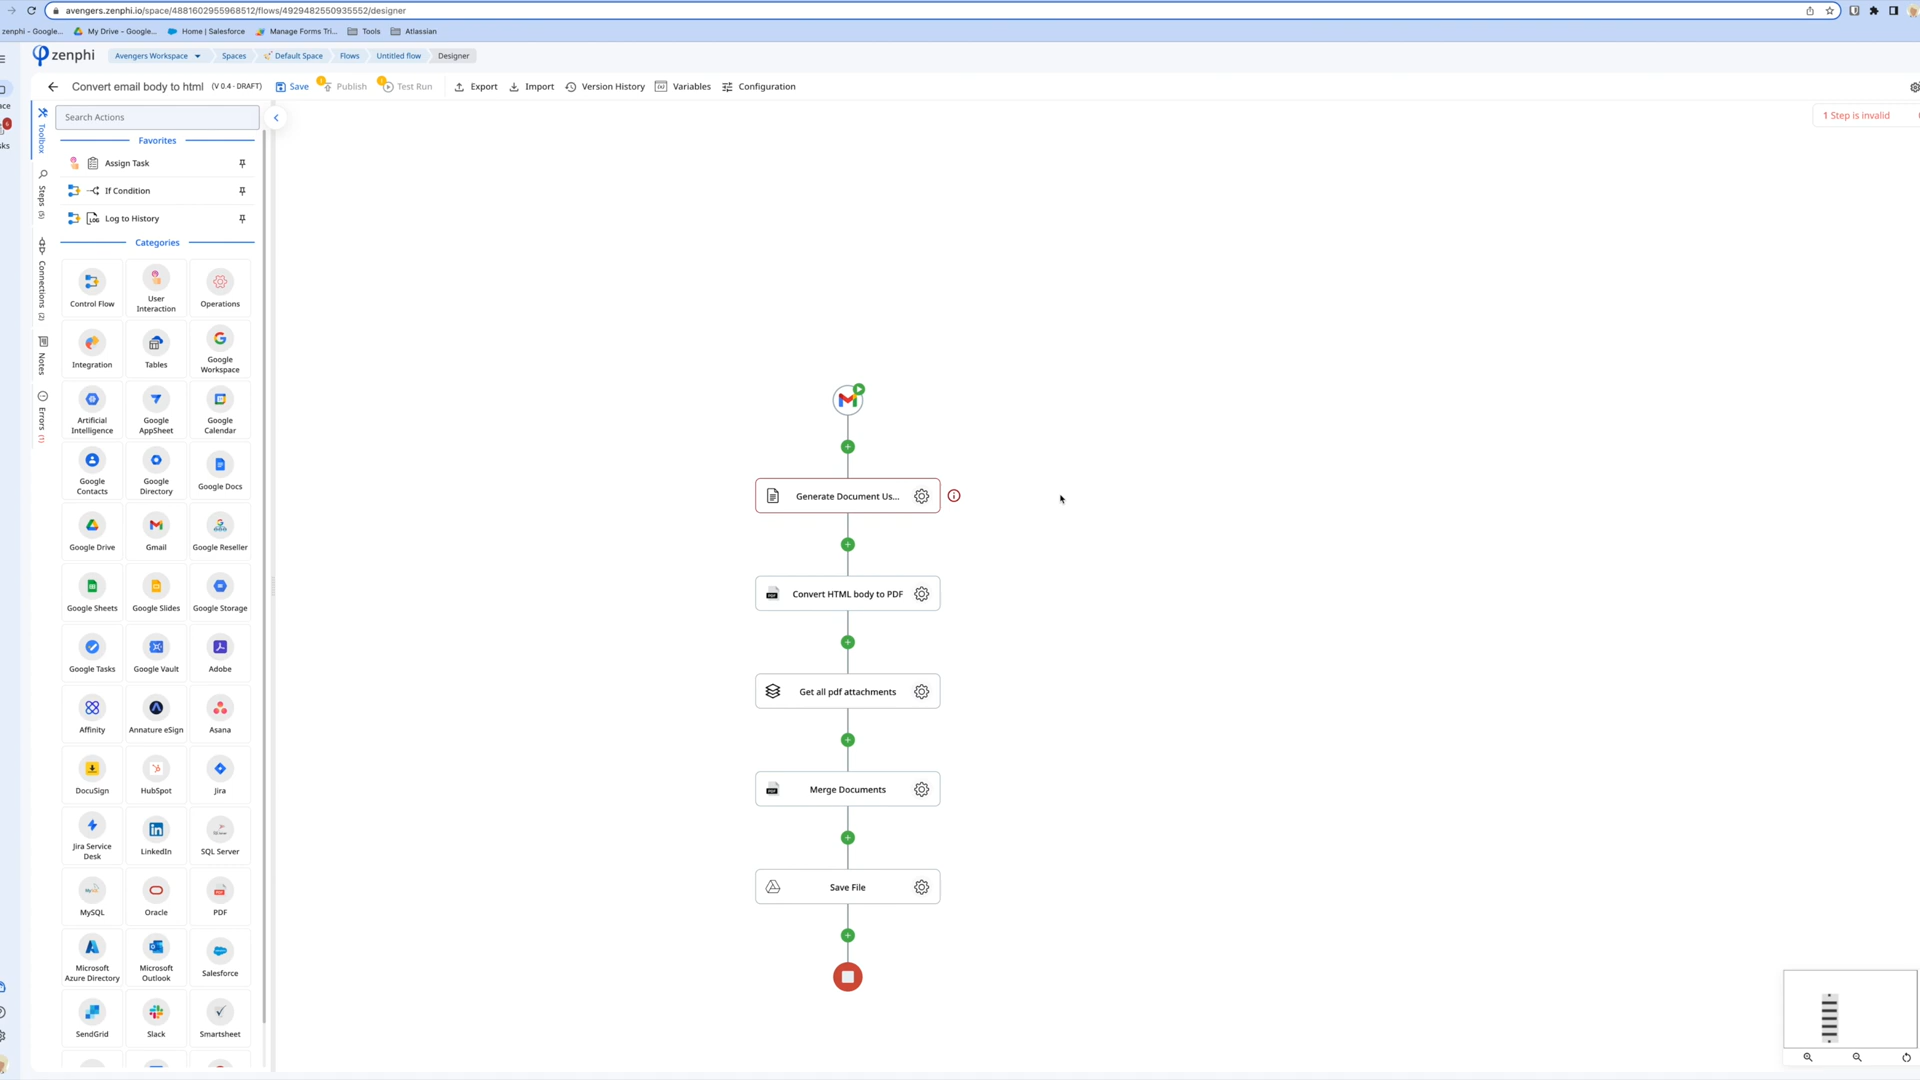 avengers.zenphi.io/space/4881602955968512/flows/4929482550935552/designer
zenphi - Google...
My Drive - Google...
Home | Salesforce
Manage Forms Tri...
Tools
Atlassian
zenphi
Avengers Workspace
Spaces
Default Space
Flows
Untitled flow
Designer
Convert email body to html
(V 0.4 - DRAFT)
Save
Publish
Test Run
Export
Import
Version History
Variables
Configuration
1 Step is invalid
Toolbox
Steps (5)
Connections (2)
Notes
Errors (1)
Search Actions
Favorites
Assign Task
If Condition
Log to History
Categories
Control Flow
User
Interaction
Operations
Integration
Tables
Google
Workspace
Artificial
Intelligence
Google
AppSheet
Google
Calendar
Google
Contacts
Google
Directory
Google Docs
Google Drive
Gmail
Google Reseller
Google Sheets
Google Slides
Google Storage
Google Tasks
Google Vault
Adobe
Affinity
Annature eSign
Asana
DocuSign
HubSpot
Jira
Jira Service
Desk
LinkedIn
SQL Server
MySQL
Oracle
PDF
Microsoft
Azure Directory
Microsoft
Outlook
Salesforce
SendGrid
Slack
Smartsheet
Generate Document Us...
Convert HTML body to PDF
Get all pdf attachments
Merge Documents
Save File